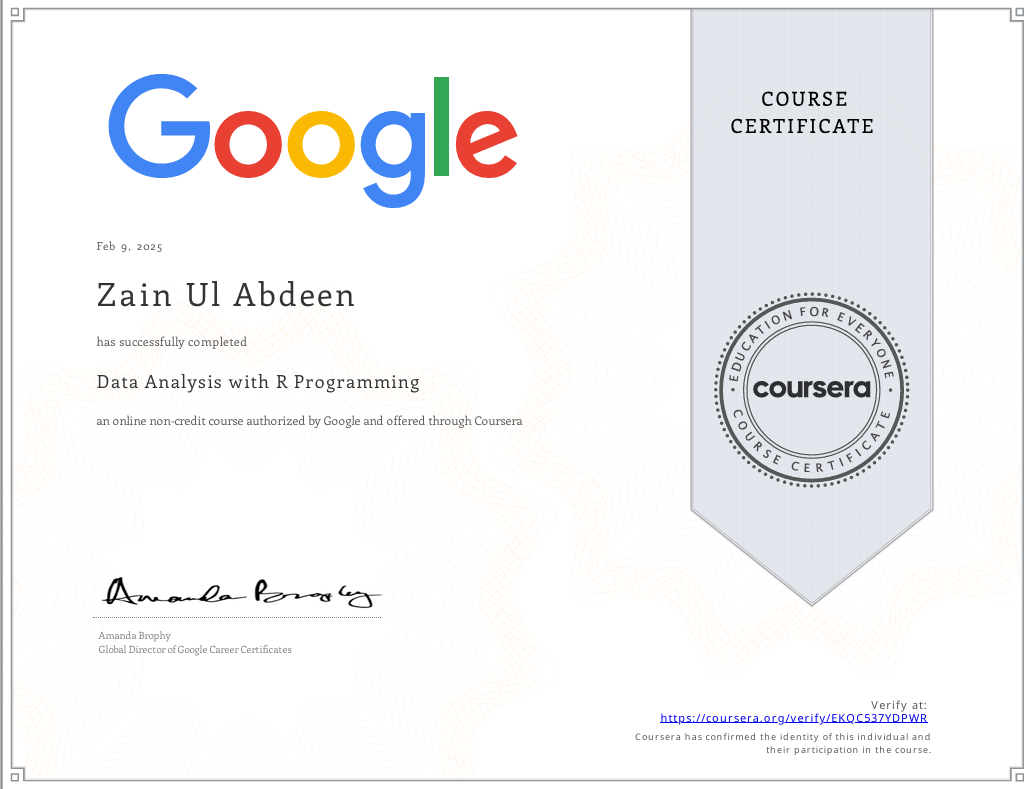 Google
COURSE
CERTIFICATE
Feb 9, 2025
Zain Ul Abdeen
has successfully completed
Data Analysis with R Programming
an online non-credit course authorized by Google and offered through Coursera
EDUCATION FOR EVERYONE
coursera
COURSE CERTIFICATE
Amanda Brophy
Amanda Brophy
Global Director of Google Career Certificates
Verify at:
https://coursera.org/verify/EKQC537YDPWR
Coursera has confirmed the identity of this individual and
their participation in the course.